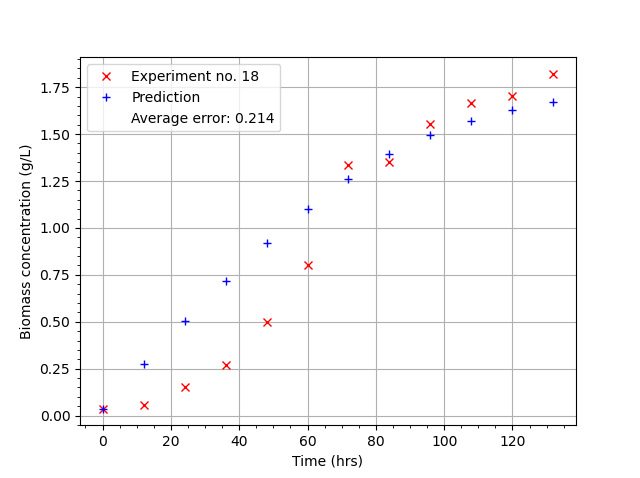 Experiment no. 18
Prediction
Average error: 0.214
Biomass concentration (g/L)
1.75
1.50
1.25
1.00
0.75
0.50
0.25
0.00
0 20 40 60 80 100 120
Time (hrs)